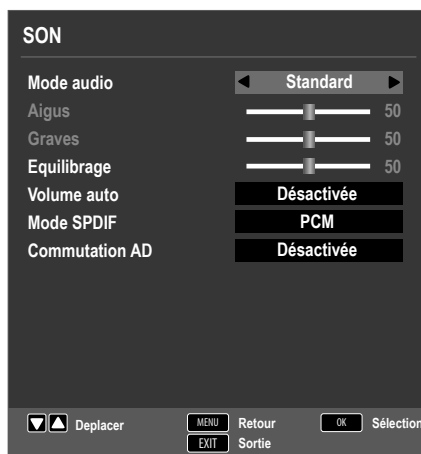 SON
Mode audio Standard
Aigus 50
Graves 50
Equilibrage 50
Volume auto Désactivée
Mode SPDIF PCM
Commutation AD Désactivée
Deplacer MENU Retour OK Sélection
EXIT Sortie